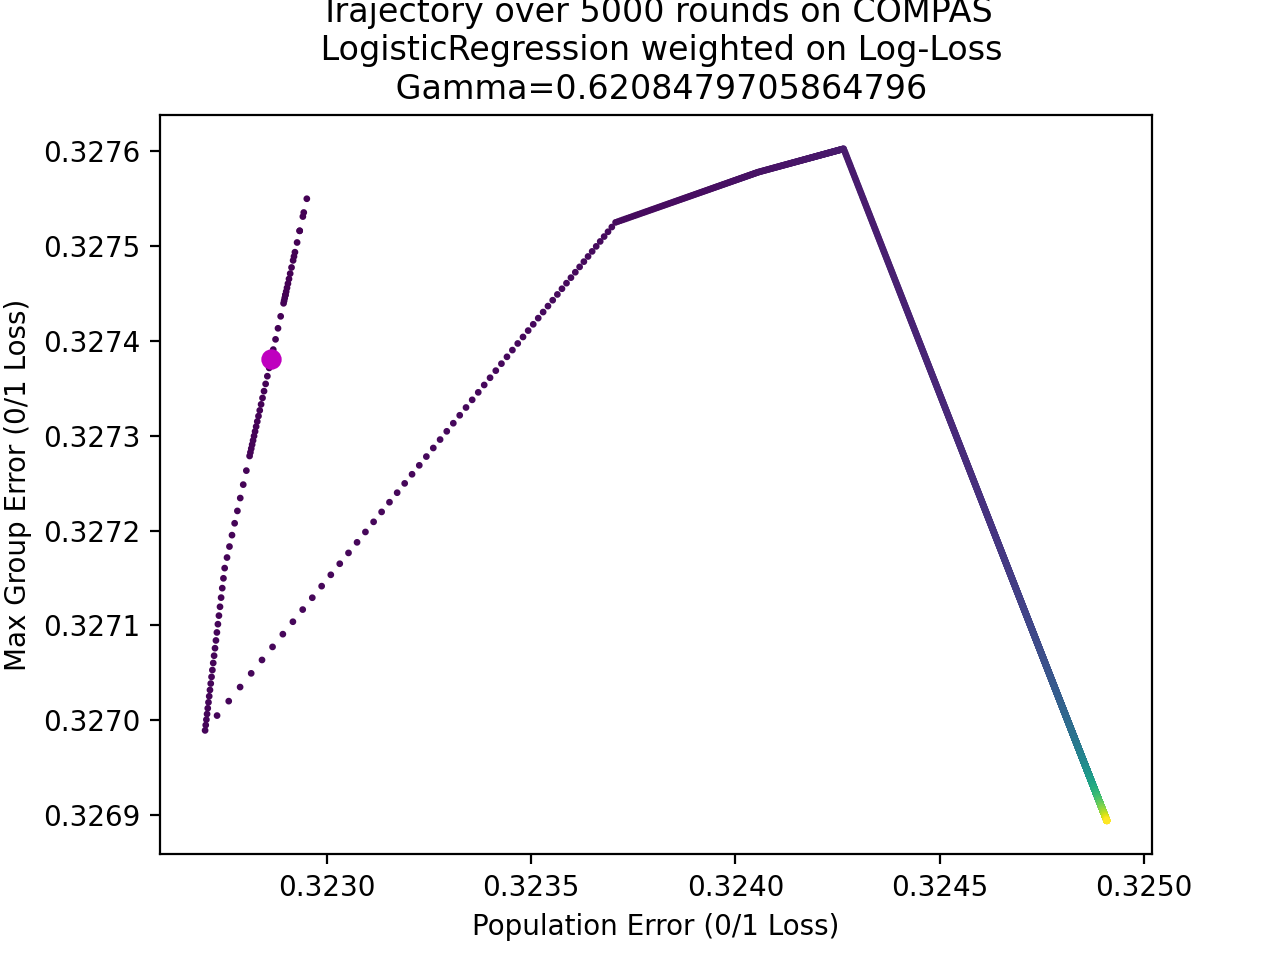 Trajectory over 5000 rounds on COMPAS
LogisticRegression weighted on Log-Loss
Gamma=0.6208479705864796
Max Group Error (0/1 Loss)
0.3276
0.3275
0.3274
0.3273
0.3272
0.3271
0.3270
0.3269
0.3230
0.3235
0.3240
0.3245
0.3250
Population Error (0/1 Loss)